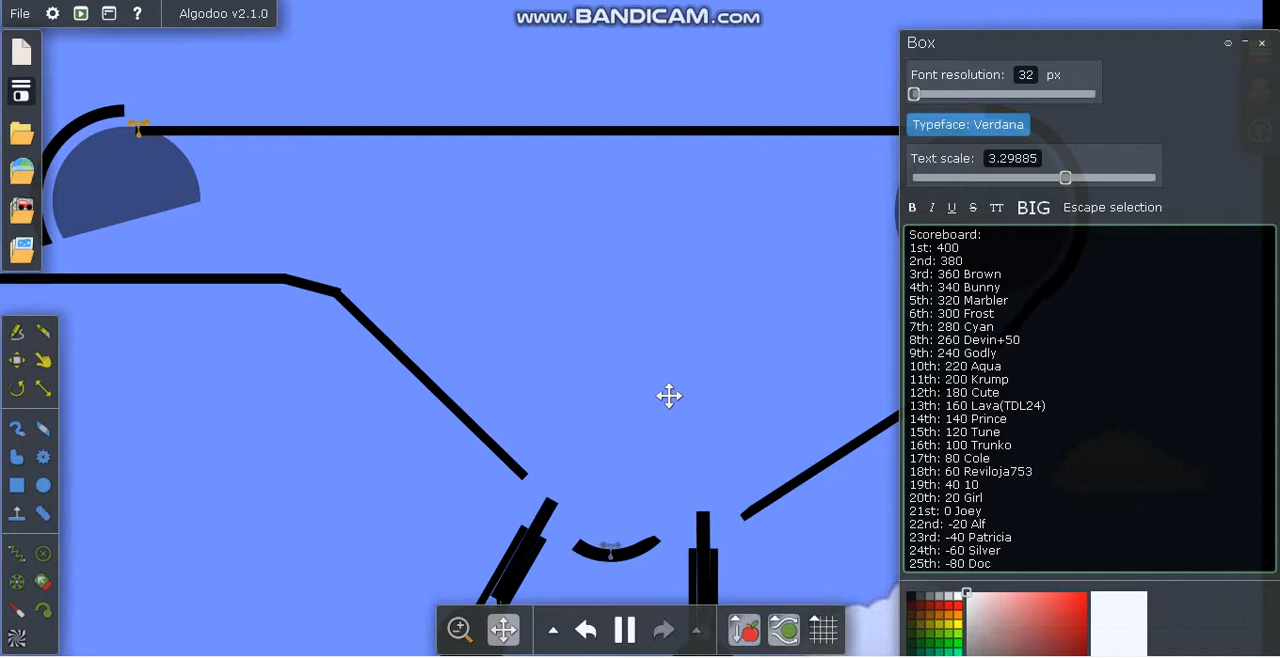 File ? Algodoo v2.1.0
www.BANDICAM.com
Box
Font resolution: 32 px
Typeface: Verdana
Text scale: 3.29885
B I U S TT BIG Escape selection
Scoreboard:
1st: 400
2nd: 380
3rd: 360 Brown
4th: 340 Bunny
5th: 320 Marbler
6th: 300 Frost
7th: 280 Cyan
8th: 260 Devin+50
9th: 240 Godly
10th: 220 Aqua
11th: 200 Krump
12th: 180 Cute
13th: 160 Lava(TDL24)
14th: 140 Prince
15th: 120 Tune
16th: 100 Trunko
17th: 80 Cole
18th: 60 Reviloja753
19th: 40 10
20th: 20 Girl
21st: 0 Joey
22nd: -20 Alf
23rd: -40 Patricia
24th: -60 Silver
25th: -80 Doc